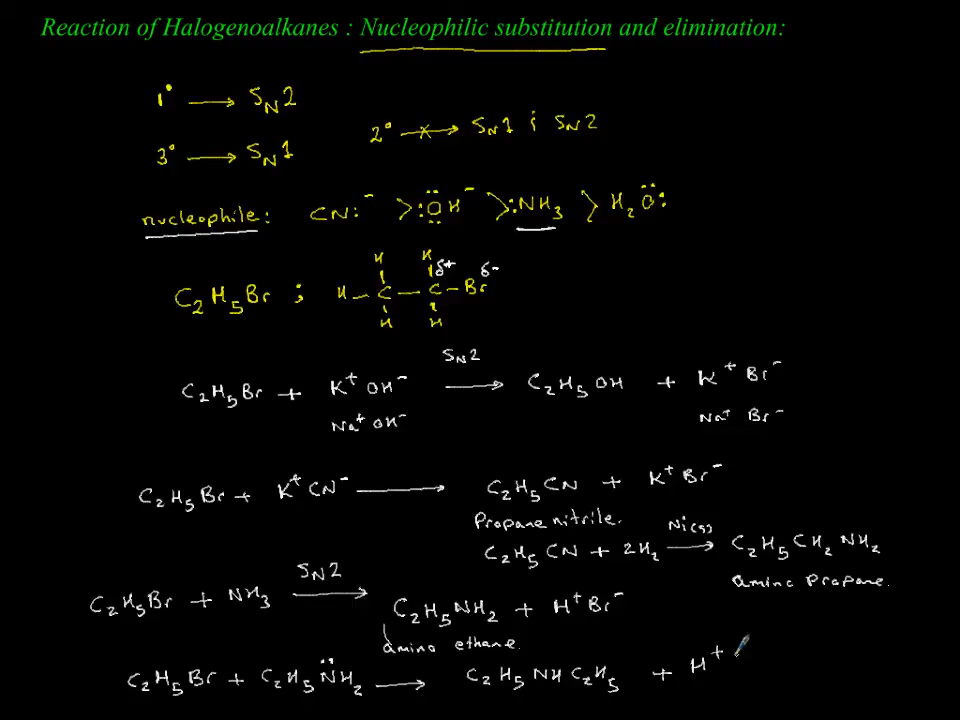 Reaction of Halogenoalkanes : Nucleophilic substitution and elimination:
1° → SN2
2° → SN1 ; SN2
3° → SN1
nucleophile: CN:⁻ > :ÖH⁻ > :NH3 > H2Ö:
H H δ+ δ-
C2H5Br ; H – C – C – Br
H H
SN2
C2H5Br + K⁺ OH⁻ → C2H5OH + K⁺ Br⁻
Na⁺ OH⁻ Na⁺ Br⁻
C2H5Br + K⁺ CN⁻ → C2H5CN + K⁺Br⁻
Propane nitrile.
C2H5CN + 2H2 Ni(s) → C2H5CH2NH2
amino propane.
C2H5Br + NH3 SN2 → C2H5NH2 + H⁺Br⁻
amino ethane.
C2H5Br + C2H5N̈H2 → C2H5NHC2H5 + H⁺